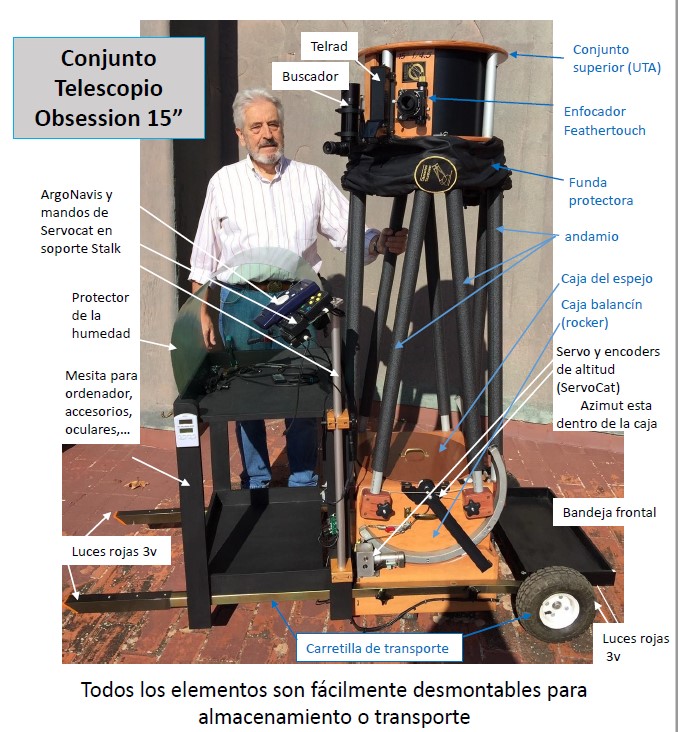 Conjunto
Telescopio
Obsession 15”
Telrad
Buscador
Conjunto
superior (UTA)
Enfocador
Feathertouch
Funda
protectora
andamio
Caja del espejo
Caja balancín
(rocker)
Servo y encoders
de altitud
(ServoCat)
Azimut esta
dentro de la caja
Bandeja frontal
Luces rojas
3v
ArgoNavis y
mandos de
Servocat en
soporte Stalk
Protector
de la
humedad
Mesita para
ordenador,
accesorios,
oculares,...
Luces rojas 3v
Carretilla de transporte
Todos los elementos son fácilmente desmontables para
almacenamiento o transporte